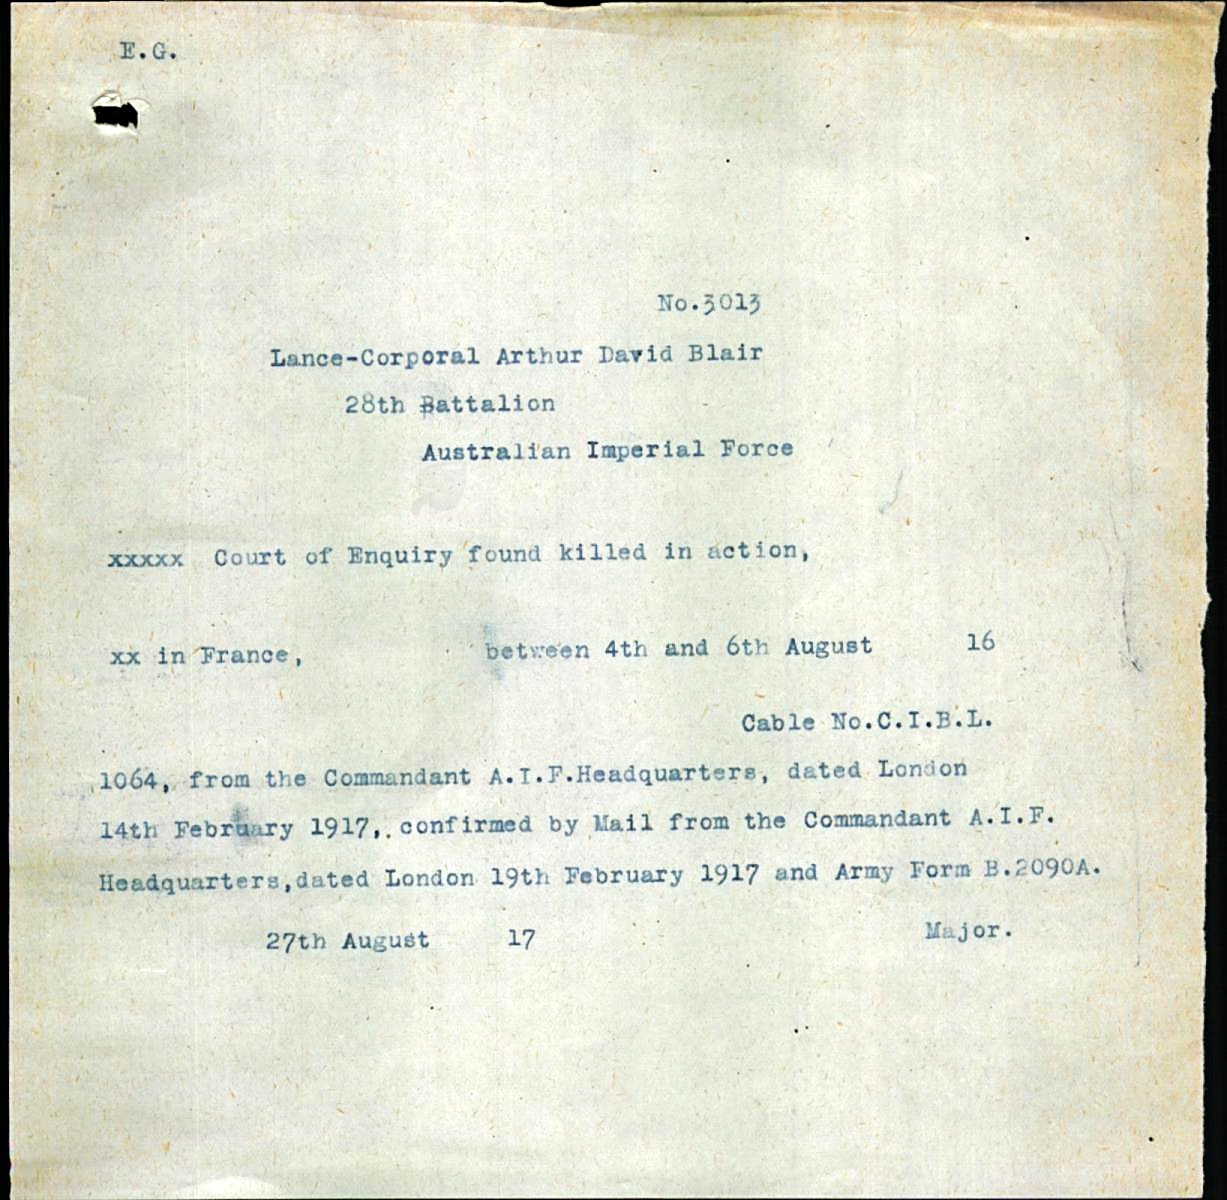 E.G.
No.3013
Lance-Corporal Arthur David Blair
28th Battalion
Australian Imperial Force
xxxxx Court of Enquiry found killed in action,
xx in France, between 4th and 6th August 16
Cable No.C.I.B.L.
1064, from the Commandant A.I.F.Headquarters, dated London
14th February 1917,. confirmed by Mail from the Commandant A.I.F.
Headquarters,dated London 19th February 1917 and Army Form B.2090A.
27th August 17 Major.